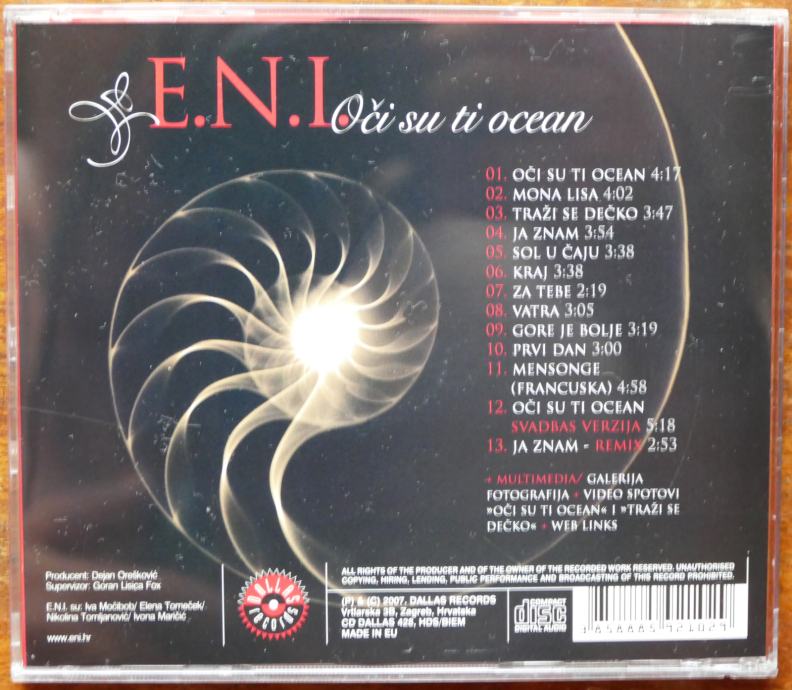 E.N.I.
Oči su ti ocean
01. OČI SU TI OCEAN 4:17
02. MONA LISA 4:02
03. TRAŽI SE DEČKO 3:47
04. JA ZNAM 3:54
05. SOL U ČAJU 3:38
06. KRAJ 3:38
07. ZA TEBE 2:19
08. VATRA 3:05
09. GORE JE BOLJE 3:19
10. PRVI DAN 3:00
11. MENSONGE
(FRANCUSKA) 4:58
12. OČI SU TI OCEAN
SVADBAS VERZIJA 5:18
13. JA ZNAM - REMIX 2:53
+ MULTIMEDIA/ GALERIJA
FOTOGRAFIJA + VIDEO SPOTOVI
»OČI SU TI OCEAN« I »TRAŽI SE
DEČKO« + WEB LINKS
Producent: Dejan Orešković
Supervizor: Goran Lisica Fox
E.N.I. su: Iva Močibob/ Elena Tomeček/
Nikolina Tomljanović/ Ivona Maričić
www.eni.hr
DALLAS
records
ALL RIGHTS OF THE PRODUCER AND OF THE OWNER OF THE RECORDED WORK RESERVED. UNAUTHORISED
COPYING, HIRING, LENDING, PUBLIC PERFORMANCE AND BROADCASTING OF THIS RECORD PROHIBITED.
(P) & (C) 2007. DALLAS RECORDS
Vrtlarska 3B, Zagreb, Hrvatska
CD DALLAS 428, HDS/BIEM
MADE IN EU
COMPACT
disc
DIGITAL AUDIO
3 858885 921029